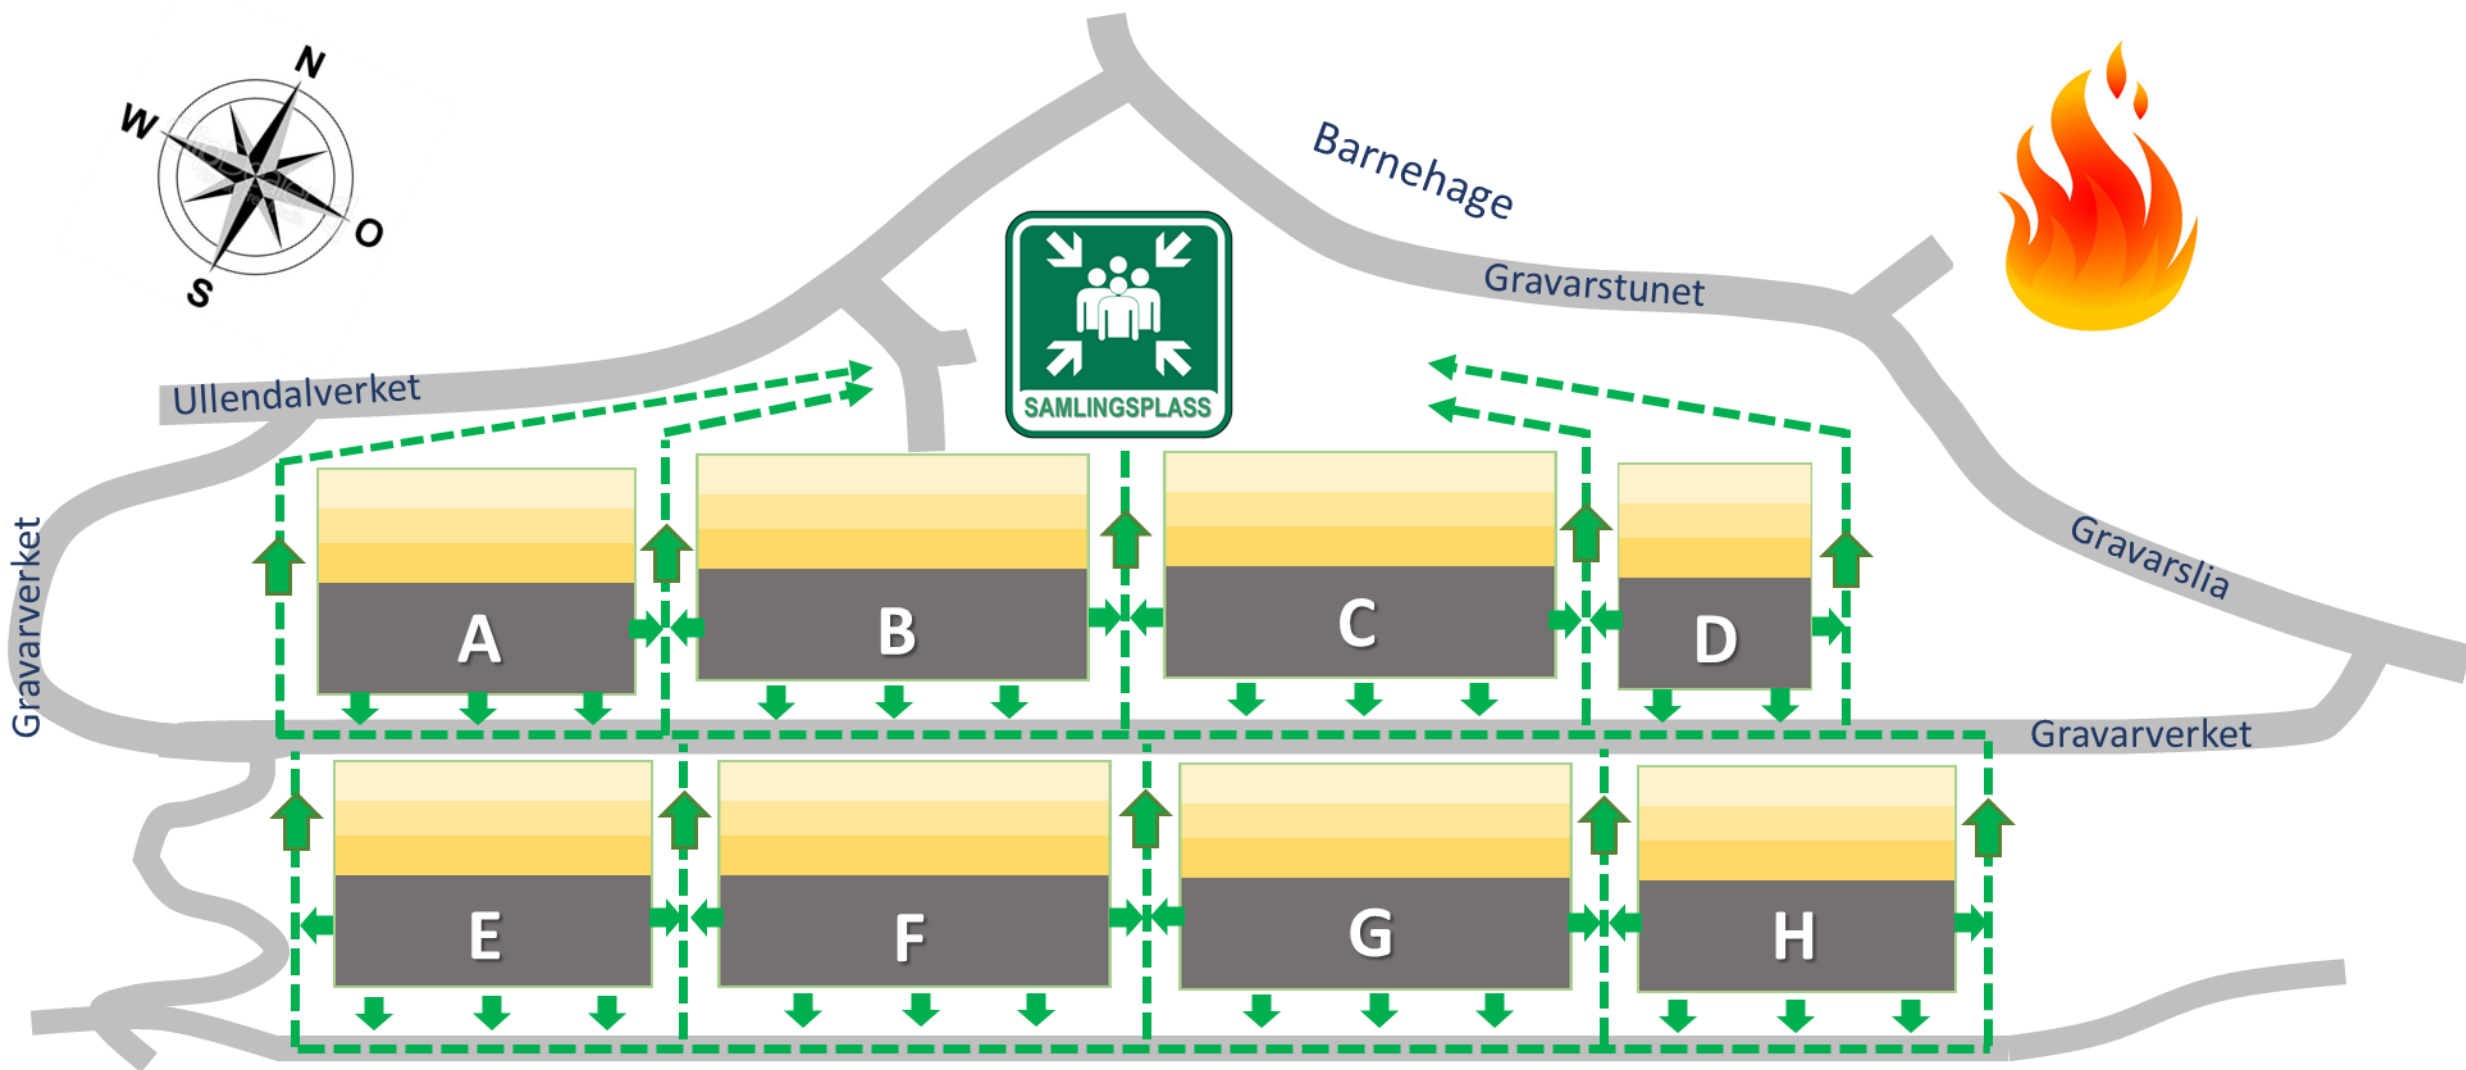 N
W
O
S
Barnehage
Gravarstunet
SAMLINGSPLASS
Ullendalverket
Gravarverket
Gravarslia
A
B
C
D
Gravarverket
E
F
G
H